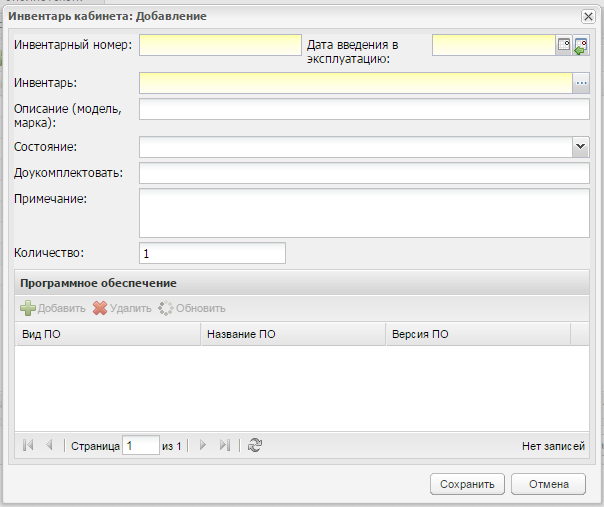 Инвентарь кабинета: Добавление
Инвентарный номер:
Дата введения в
эксплуатацию:
Инвентарь:
Описание (модель,
марка):
Состояние:
Доукомплектовать:
Примечание:
Количество: 1
Программное обеспечение
Добавить Удалить Обновить
Вид ПО Название ПО Версия ПО
Страница 1 из 1 Нет записей
Сохранить Отмена